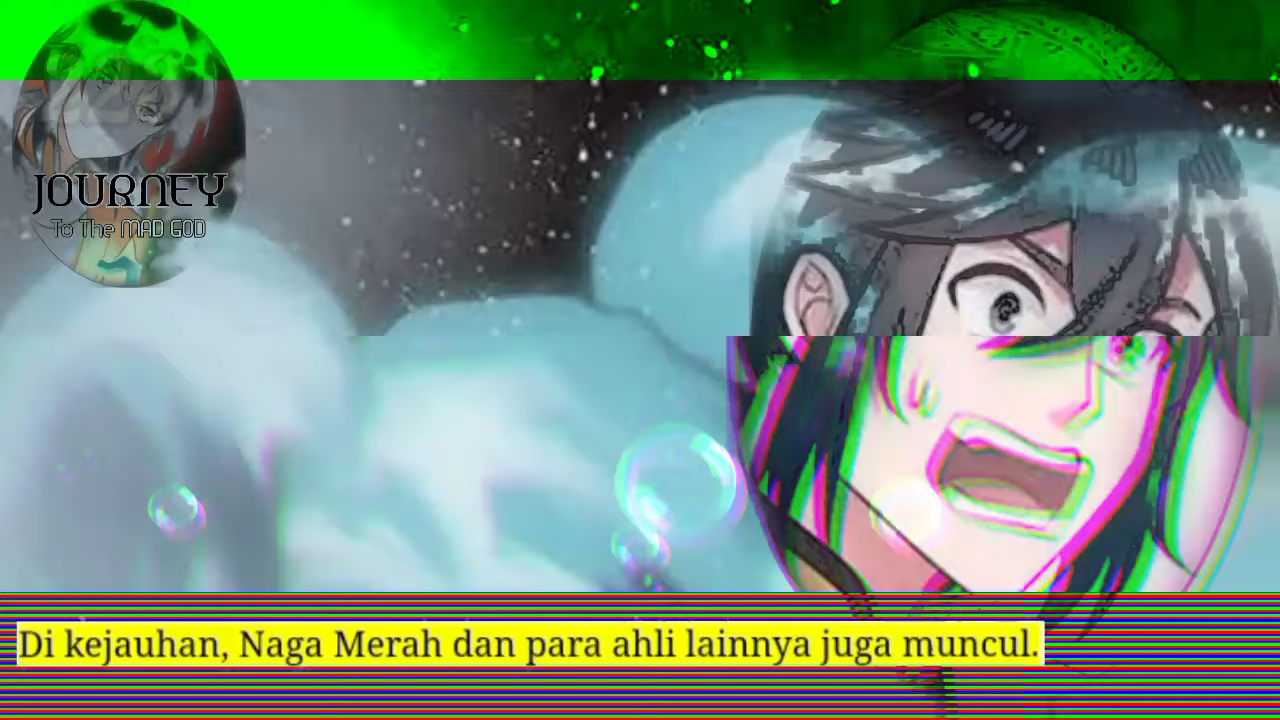 JOURNEY
To The MAD GOD
Di kejauhan, Naga Merah dan para ahli lainnya juga muncul.